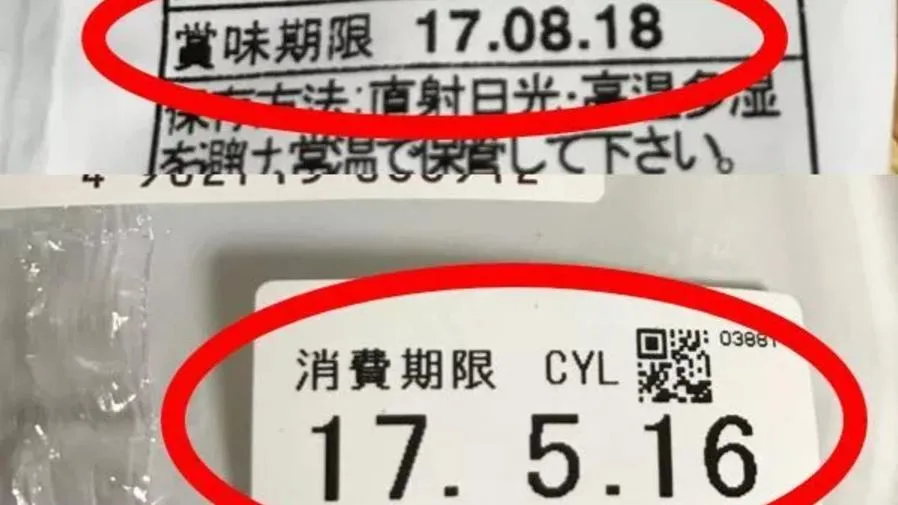 賞味期限 17.08.18
保存方法:直射日光・高温多湿
を避け常温で保管して下さい。
消費期限 CYL 03881
17. 5.16